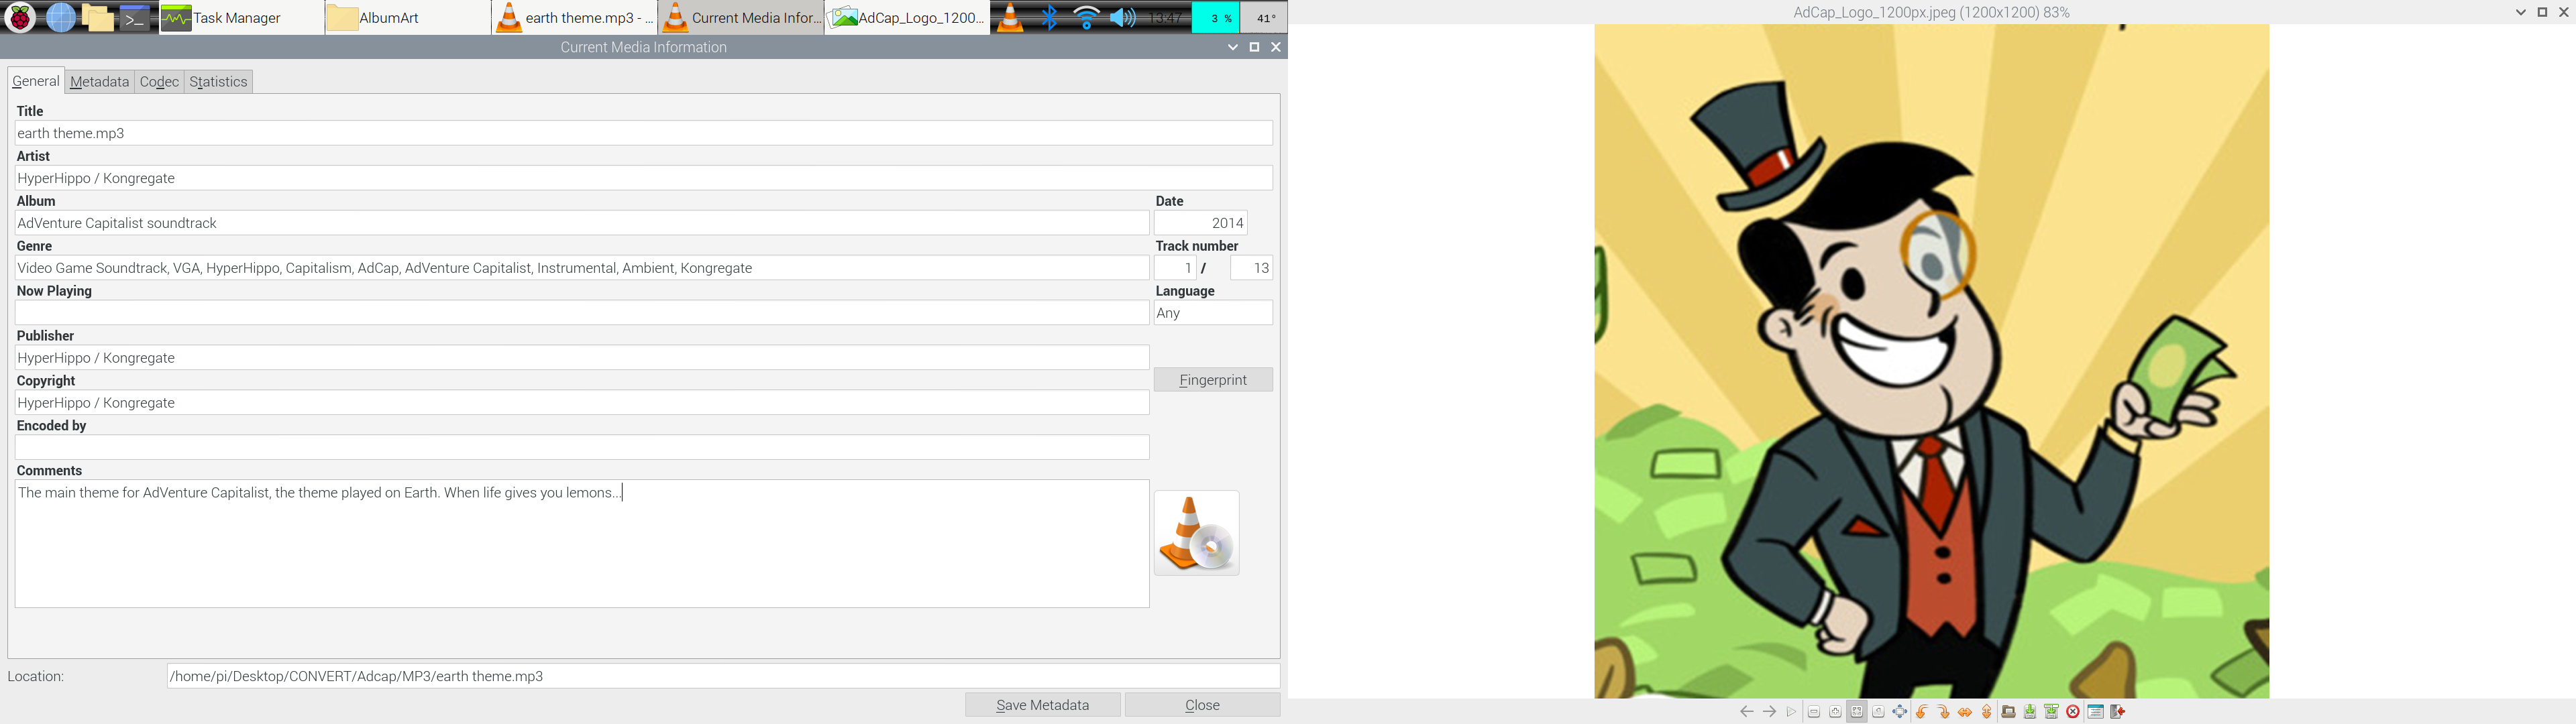 Task Manager
AlbumArt
earth theme.mp3 - ...
Current Media Infor...
AdCap_Logo_1200...
13:47
3 %
41°
AdCap_Logo_1200px.jpeg (1200x1200) 83%
Current Media Information
General
Metadata
Codec
Statistics
Title
earth theme.mp3
Artist
HyperHippo / Kongregate
Album
Date
AdVenture Capitalist soundtrack
2014
Genre
Track number
Video Game Soundtrack, VGA, HyperHippo, Capitalism, AdCap, AdVenture Capitalist, Instrumental, Ambient, Kongregate
1 / 13
Now Playing
Language
Any
Publisher
HyperHippo / Kongregate
Copyright
Fingerprint
HyperHippo / Kongregate
Encoded by
Comments
The main theme for AdVenture Capitalist, the theme played on Earth. When life gives you lemons...
Location:
/home/pi/Desktop/CONVERT/Adcap/MP3/earth theme.mp3
Save Metadata
Close